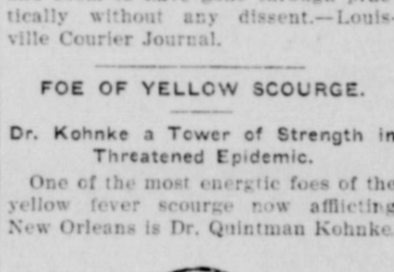 tically without any dissent.—Louis-
ville Courier Journal.
FOE OF YELLOW SCOURGE.
Dr. Kohnke a Tower of Strength in
Threatened Epidemic.
One of the most energtic foes of the
yellow fever scourge now afflicting
New Orleans is Dr. Quintman Kohnke